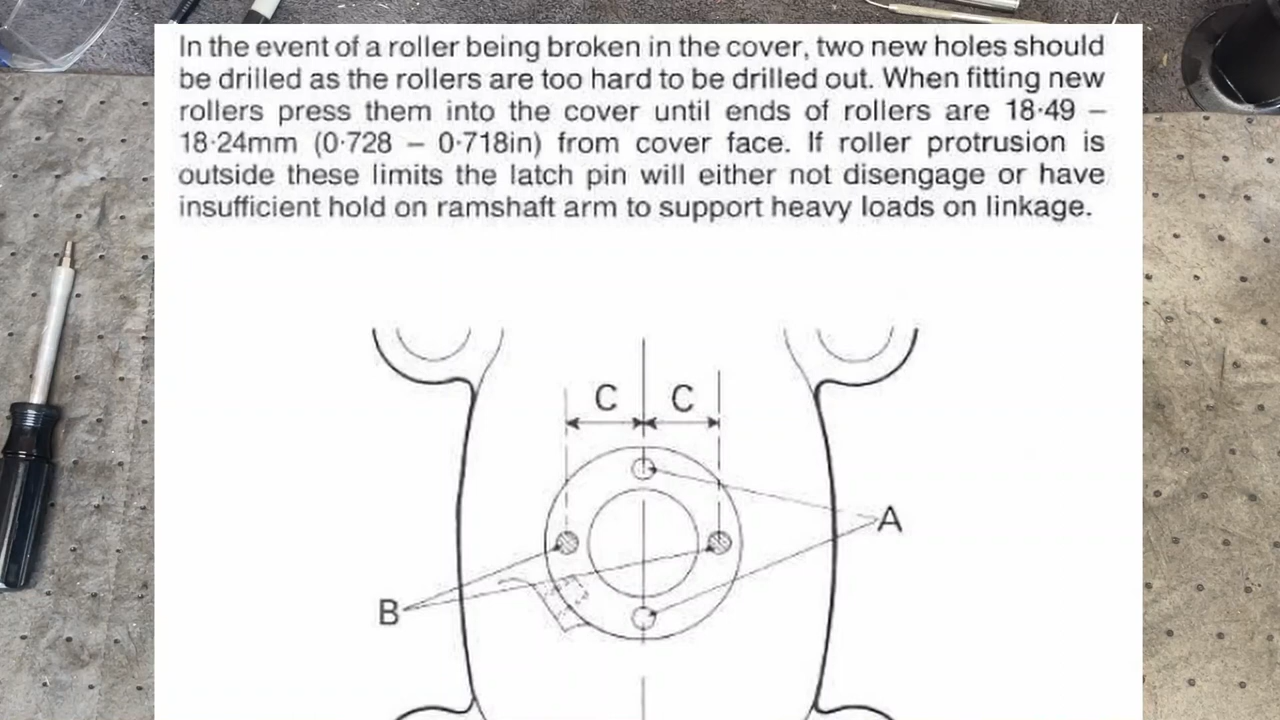 In the event of a roller being broken in the cover, two new holes should
be drilled as the rollers are too hard to be drilled out. When fitting new
rollers press them into the cover until ends of rollers are 18·49 –
18·24mm (0·728 – 0·718in) from cover face. If roller protrusion is
outside these limits the latch pin will either not disengage or have
insufficient hold on ramshaft arm to support heavy loads on linkage.
C C
A
B